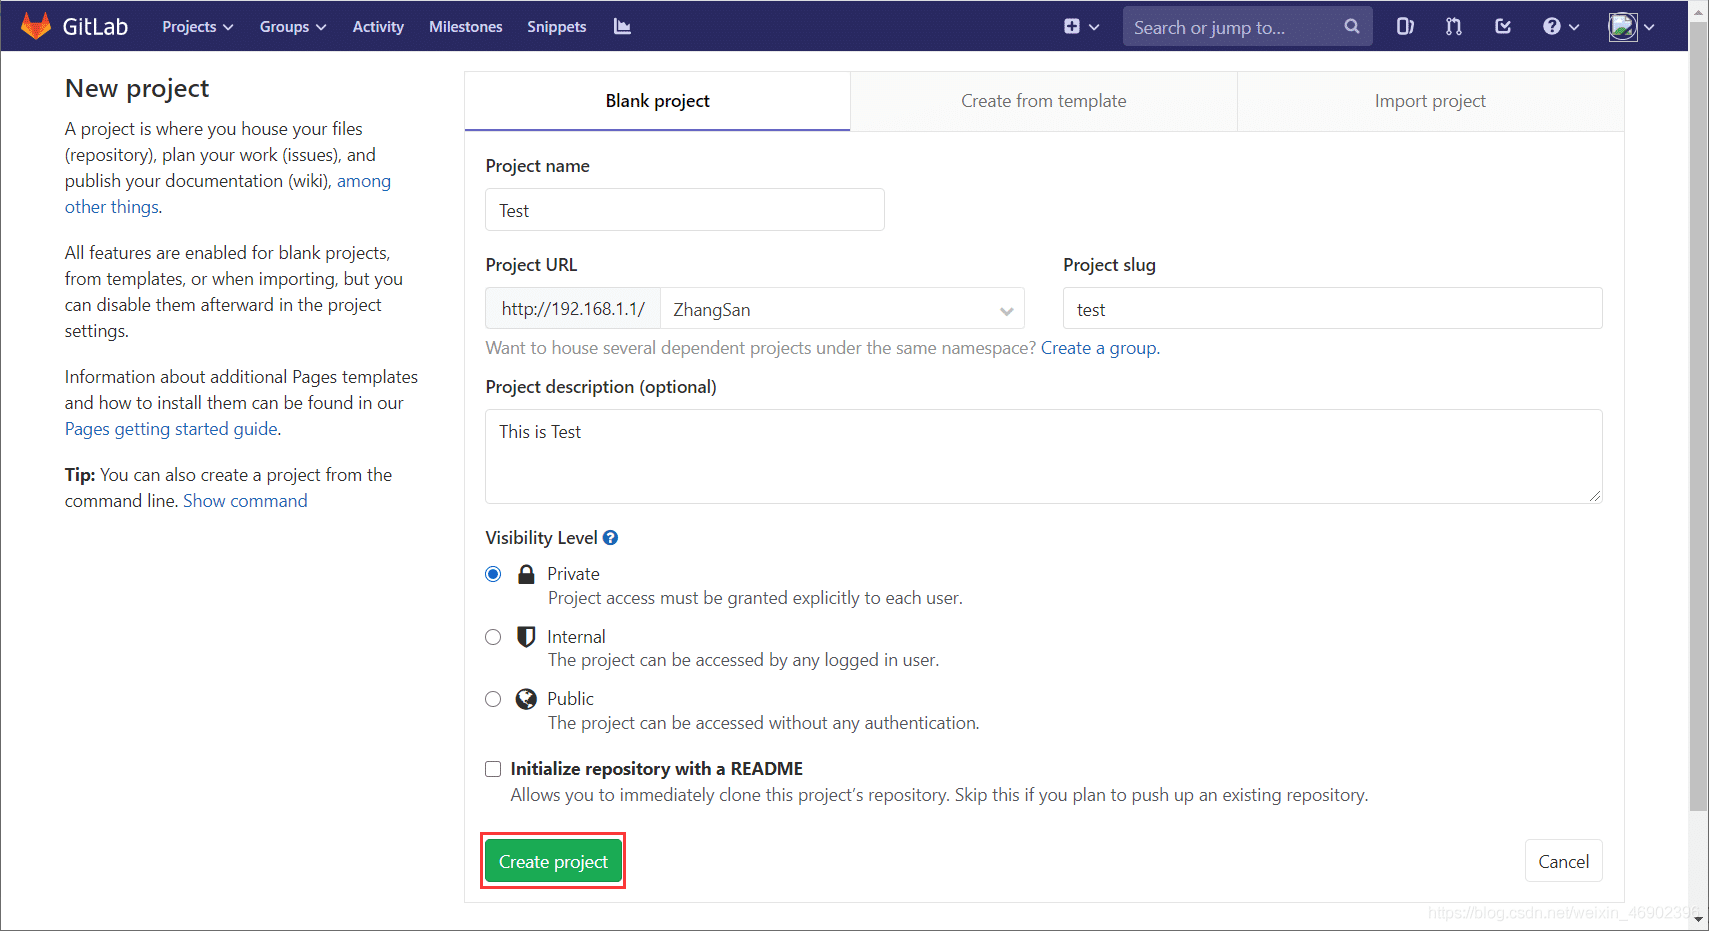 GitLab Projects Groups Activity Milestones Snippets Search or jump to...
New project
A project is where you house your files
(repository), plan your work (issues), and
publish your documentation (wiki), among
other things.
All features are enabled for blank projects,
from templates, or when importing, but you
can disable them afterward in the project
settings.
Information about additional Pages templates
and how to install them can be found in our
Pages getting started guide.
Tip: You can also create a project from the
command line. Show command
Blank project Create from template Import project
Project name
Test
Project URL Project slug
http://192.168.1.1/ ZhangSan test
Want to house several dependent projects under the same namespace? Create a group.
Project description (optional)
This is Test
Visibility Level
Private
Project access must be granted explicitly to each user.
Internal
The project can be accessed by any logged in user.
Public
The project can be accessed without any authentication.
Initialize repository with a README
Allows you to immediately clone this project’s repository. Skip this if you plan to push up an existing repository.
Create project Cancel
https://blog.csdn.net/weixin_46902396